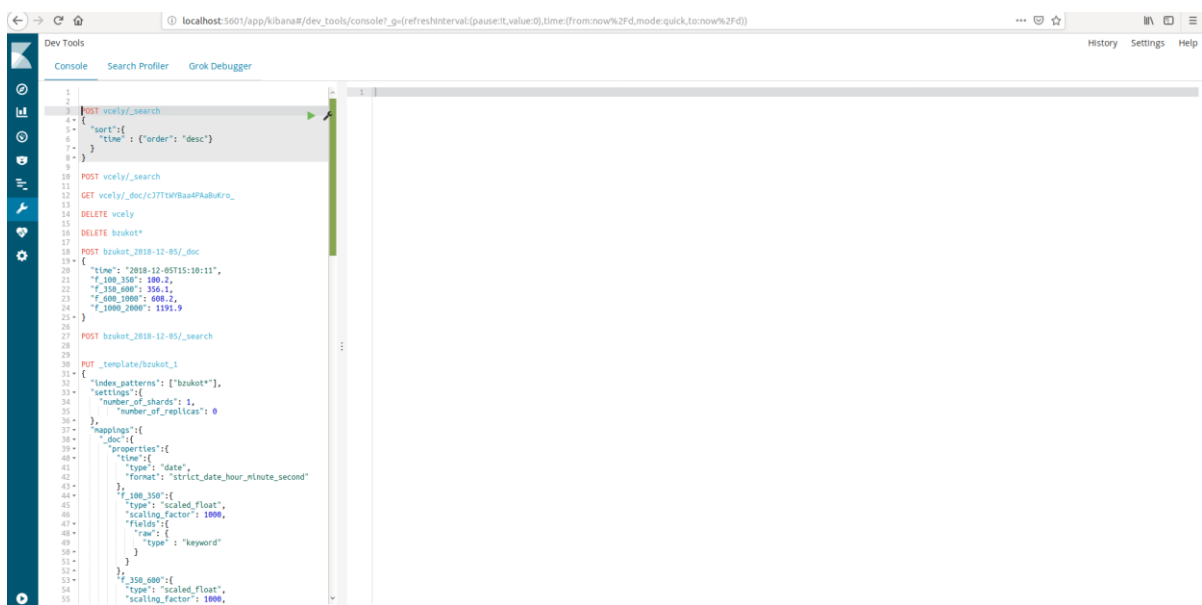 localhost:5601/app/kibana#/dev_tools/console?_g=(refreshInterval:(pause:!t,value:0),time:(from:now%2Fd,mode:quick,to:now%2Fd))
Dev Tools
History Settings Help
Console Search Profiler Grok Debugger
1
2
3 POST vcely/_search
4 {
5 "sort":{
6 "time" : {"order": "desc"}
7 }
8 }
9
10 POST vcely/_search
11
12 GET vcely/_doc/cJ7TtWYBaa4PAaBuKro_
13
14 DELETE vcely
15
16 DELETE bzukot*
17
18 POST bzukot_2018-12-05/_doc
19 {
20 "time": "2018-12-05T15:10:11",
21 "f_100_350": 100.2,
22 "f_350_600": 356.1,
23 "f_600_1000": 608.2,
24 "f_1000_2000": 1191.9
25 }
26
27 POST bzukot_2018-12-05/_search
28
29
30 PUT _template/bzukot_1
31 {
32 "index_patterns": ["bzukot*"],
33 "settings":{
34 "number_of_shards": 1,
35 "number_of_replicas": 0
36 },
37 "mappings":{
38 "_doc":{
39 "properties":{
40 "time":{
41 "type": "date",
42 "format": "strict_date_hour_minute_second"
43 },
44 "f_100_350":{
45 "type": "scaled_float",
46 "scaling_factor": 1000,
47 "fields":{
48 "raw": {
49 "type" : "keyword"
50 }
51 }
52 },
53 "f_350_600":{
54 "type": "scaled_float",
55 "scaling_factor": 1000,
1